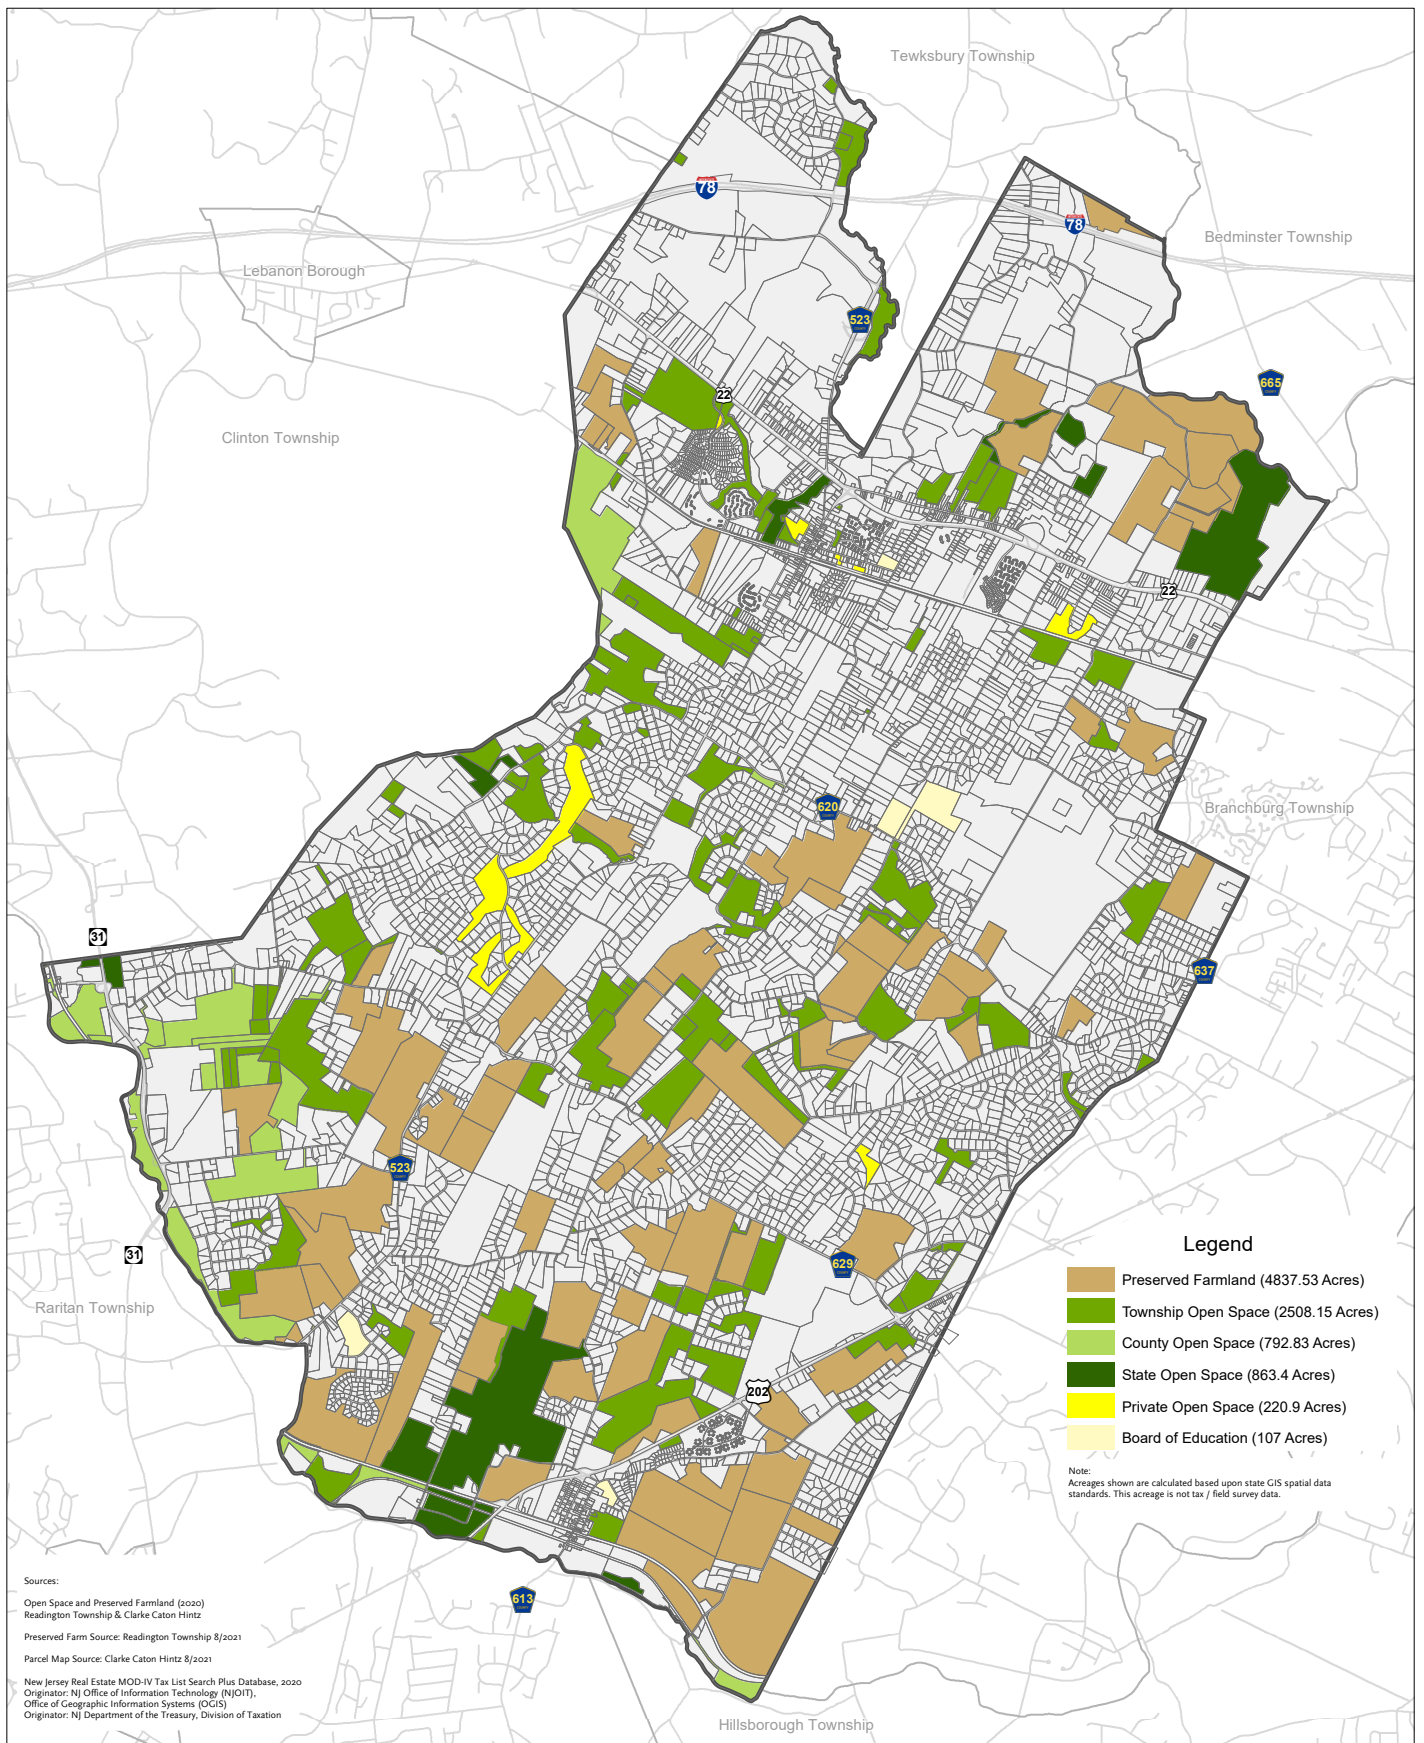 Tewksbury Township
78
78
Bedminster Township
Lebanon Borough
523
COUNTY
665
COUNTY
22
Clinton Township
22
620
COUNTY
Branchburg Township
31
637
COUNTY
523
COUNTY
31
629
COUNTY
Raritan Township
202
613
COUNTY
Hillsborough Township
Legend
Preserved Farmland (4837.53 Acres)
Township Open Space (2508.15 Acres)
County Open Space (792.83 Acres)
State Open Space (863.4 Acres)
Private Open Space (220.9 Acres)
Board of Education (107 Acres)
Note:
Acreages shown are calculated based upon state GIS spatial data
standards. This acreage is not tax / field survey data.
Sources:
Open Space and Preserved Farmland (2020)
Readington Township & Clarke Caton Hintz
Preserved Farm Source: Readington Township 8/2021
Parcel Map Source: Clarke Caton Hintz 8/2021
New Jersey Real Estate MOD-IV Tax List Search Plus Database, 2020
Originator: NJ Office of Information Technology (NJOIT),
Office of Geographic Information Systems (OGIS)
Originator: NJ Department of the Treasury, Division of Taxation